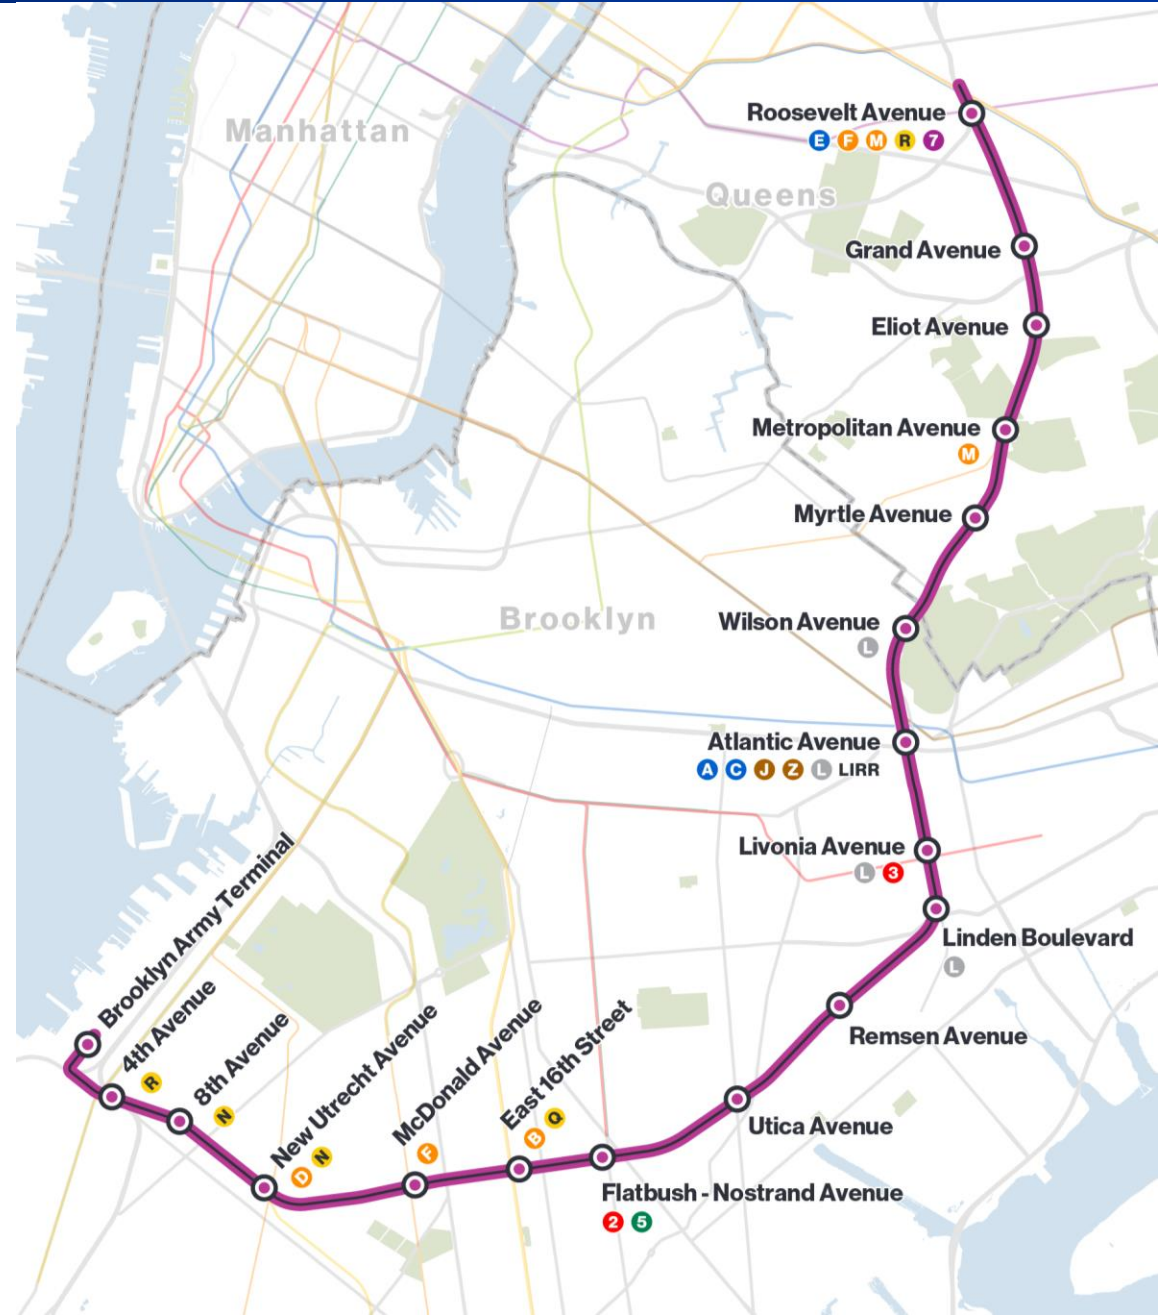 Manhattan
Roosevelt Avenue
E F M R 7
Queens
Grand Avenue
Eliot Avenue
Metropolitan Avenue
M
Myrtle Avenue
Brooklyn
Wilson Avenue
L
Atlantic Avenue
A C J Z L LIRR
Livonia Avenue
L 3
Linden Boulevard
L
Remsen Avenue
Utica Avenue
Flatbush - Nostrand Avenue
2 5
East 16th Street
B Q
McDonald Avenue
F
New Utrecht Avenue
D N
8th Avenue
N
4th Avenue
R
Brooklyn Army Terminal